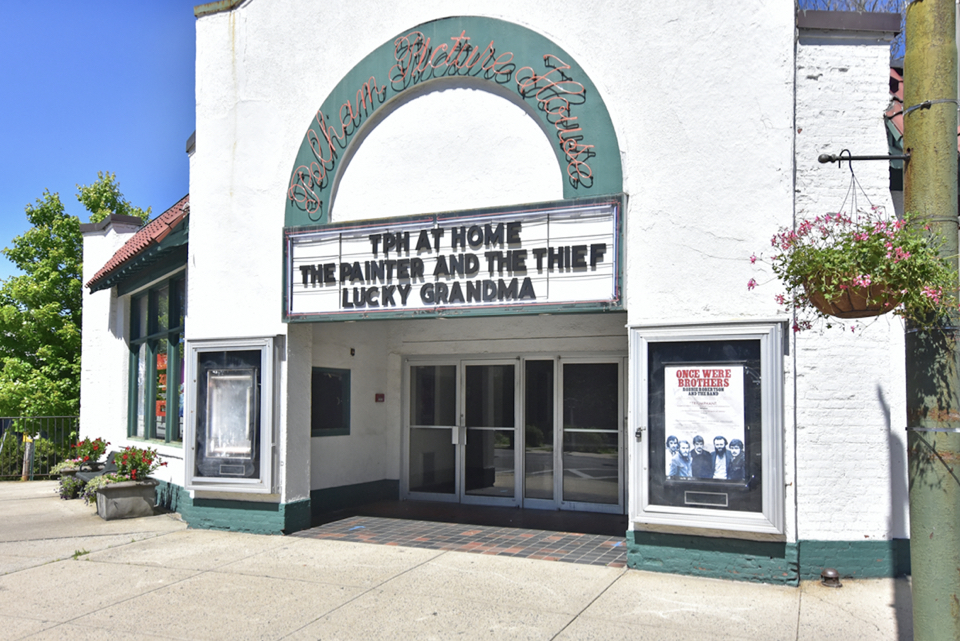 Pelham Picture House
TPH AT HOME
THE PAINTER AND THE THIEF
LUCKY GRANDMA
ONCE WERE
BROTHERS
ROBBIE ROBERTSON
AND THE BAND